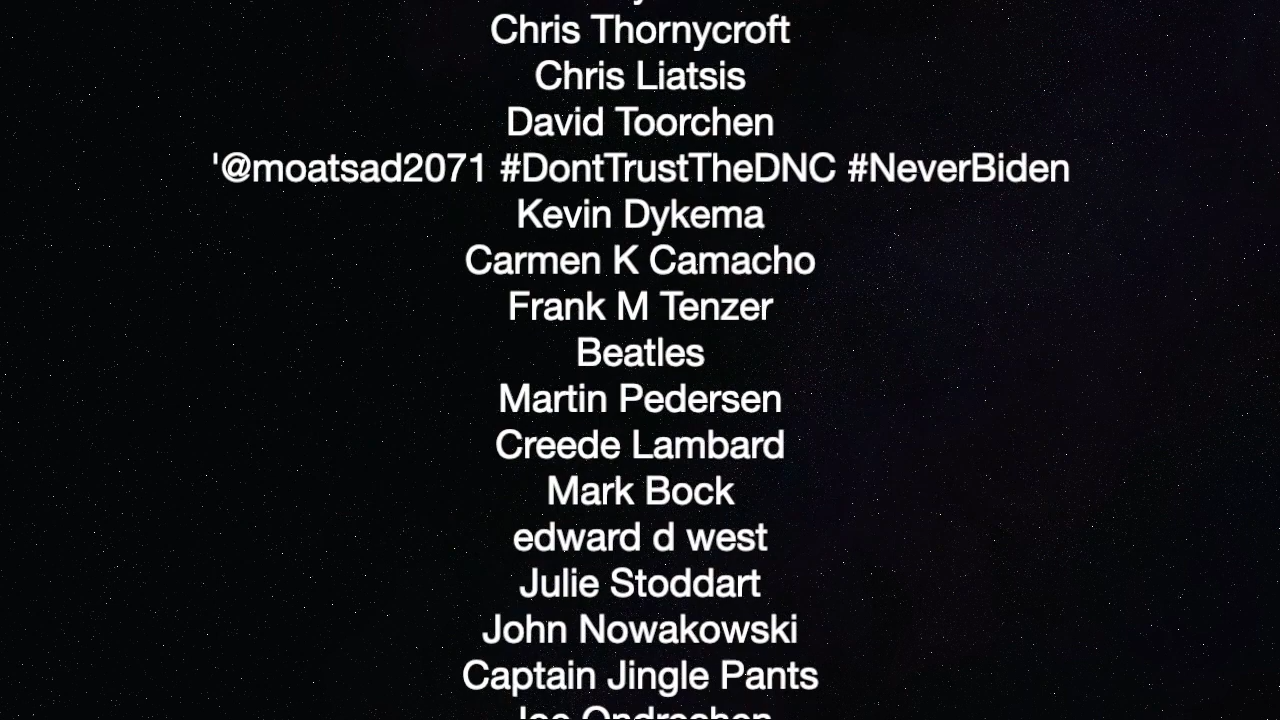 Chris Thornycroft
Chris Liatsis
David Toorchen
'@moatsad2071 #DontTrustTheDNC #NeverBiden
Kevin Dykema
Carmen K Camacho
Frank M Tenzer
Beatles
Martin Pedersen
Creede Lambard
Mark Bock
edward d west
Julie Stoddart
John Nowakowski
Captain Jingle Pants